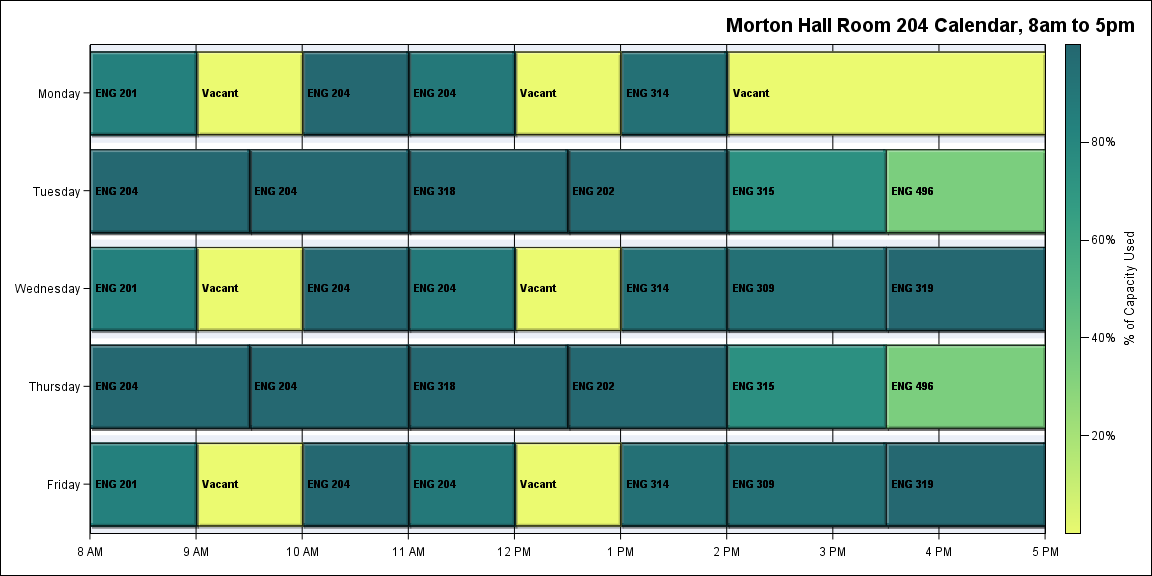 Morton Hall Room 204 Calendar, 8am to 5pm
Monday ENG 201 Vacant ENG 204 ENG 204 Vacant ENG 314 Vacant
Tuesday ENG 204 ENG 204 ENG 318 ENG 202 ENG 315 ENG 496
Wednesday ENG 201 Vacant ENG 204 ENG 204 Vacant ENG 314 ENG 309 ENG 319
Thursday ENG 204 ENG 204 ENG 318 ENG 202 ENG 315 ENG 496
Friday ENG 201 Vacant ENG 204 ENG 204 Vacant ENG 314 ENG 309 ENG 319
8 AM 9 AM 10 AM 11 AM 12 PM 1 PM 2 PM 3 PM 4 PM 5 PM
80%
60%
40%
20%
% of Capacity Used